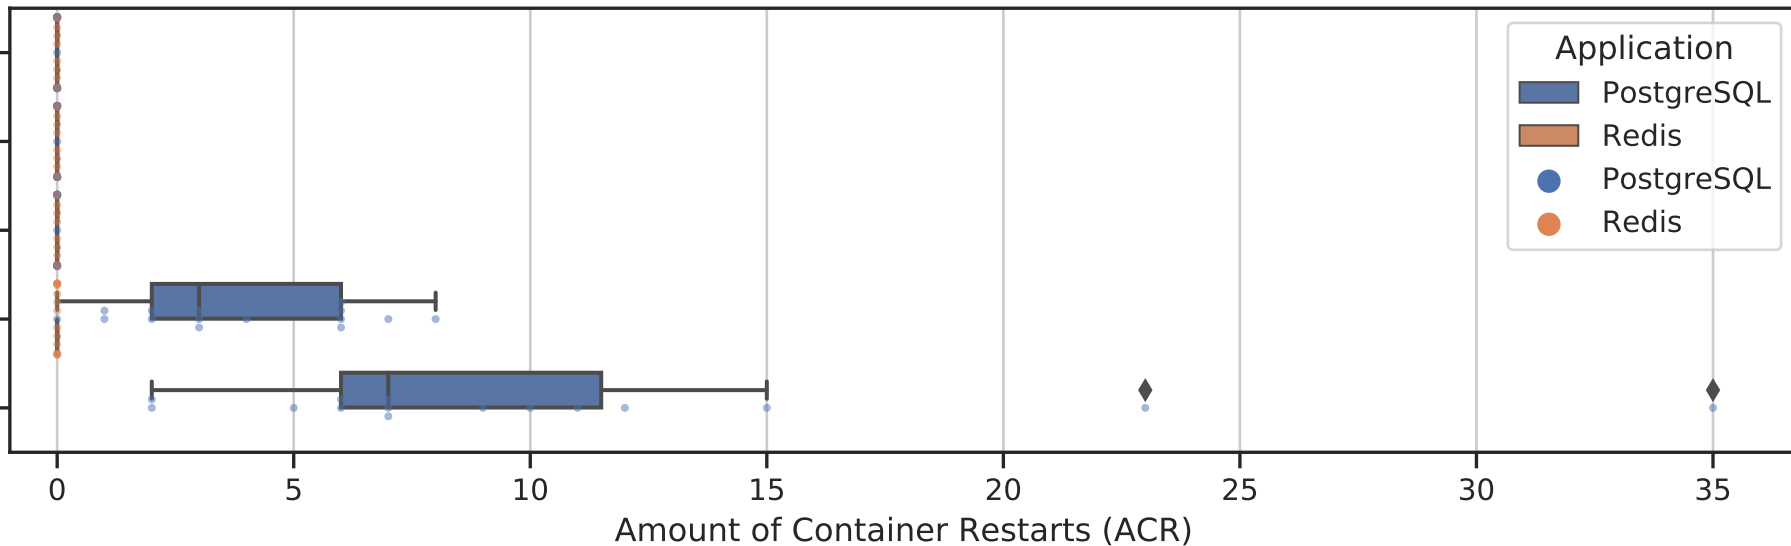 Application
PostgreSQL
Redis
PostgreSQL
Redis
0 5 10 15 20 25 30 35
Amount of Container Restarts (ACR)